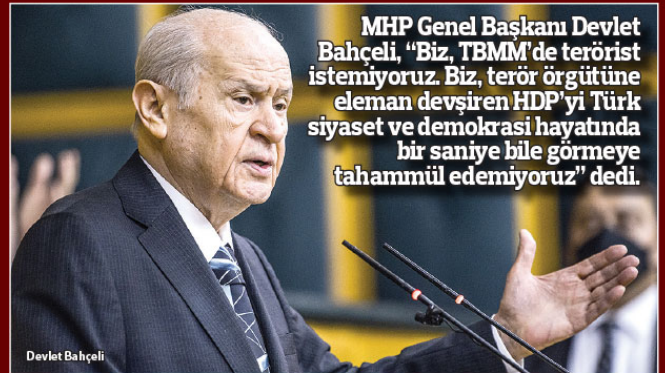 MHP Genel Başkanı Devlet
Bahçeli, “Biz, TBMM’de terörist
istemiyoruz. Biz, terör örgütüne
eleman devşiren HDP’yi Türk
siyaset ve demokrasi hayatında
bir saniye bile görmeye
tahammül edemiyoruz” dedi.
Devlet Bahçeli